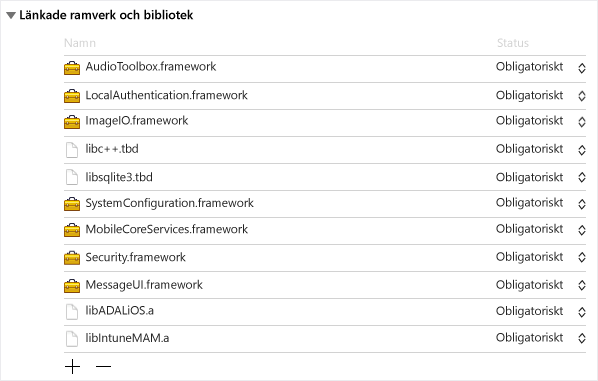 Länkade ramverk och bibliotek
Namn Status
AudioToolbox.framework Obligatoriskt
LocalAuthentication.framework Obligatoriskt
ImageIO.framework Obligatoriskt
libc++.tbd Obligatoriskt
libsqlite3.tbd Obligatoriskt
SystemConfiguration.framework Obligatoriskt
MobileCoreServices.framework Obligatoriskt
Security.framework Obligatoriskt
MessageUI.framework Obligatoriskt
libADALiOS.a Obligatoriskt
libIntuneMAM.a Obligatoriskt